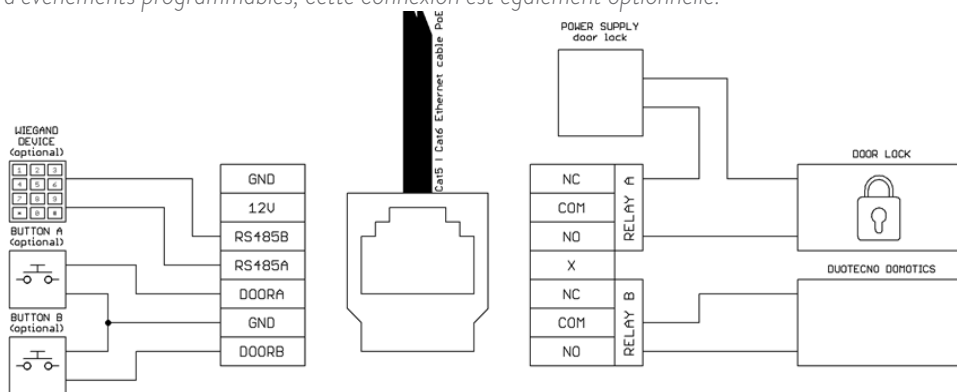 d'évènements programmables, cette connexion est également optionnelle.
POWER SUPPLY
door lock
Cat5 | Cat6 Ethernet cable PoE
WIEGAND
DEVICE
(optional)
1 2 3
4 5 6
7 8 9
* 0 #
BUTTON A
(optional)
BUTTON B
(optional)
GND
12V
RS485B
RS485A
DOORA
GND
DOORB
NC
COM
NO
RELAY A
X
NC
COM
NO
RELAY B
DOOR LOCK
DUOTECNO DOMOTICS